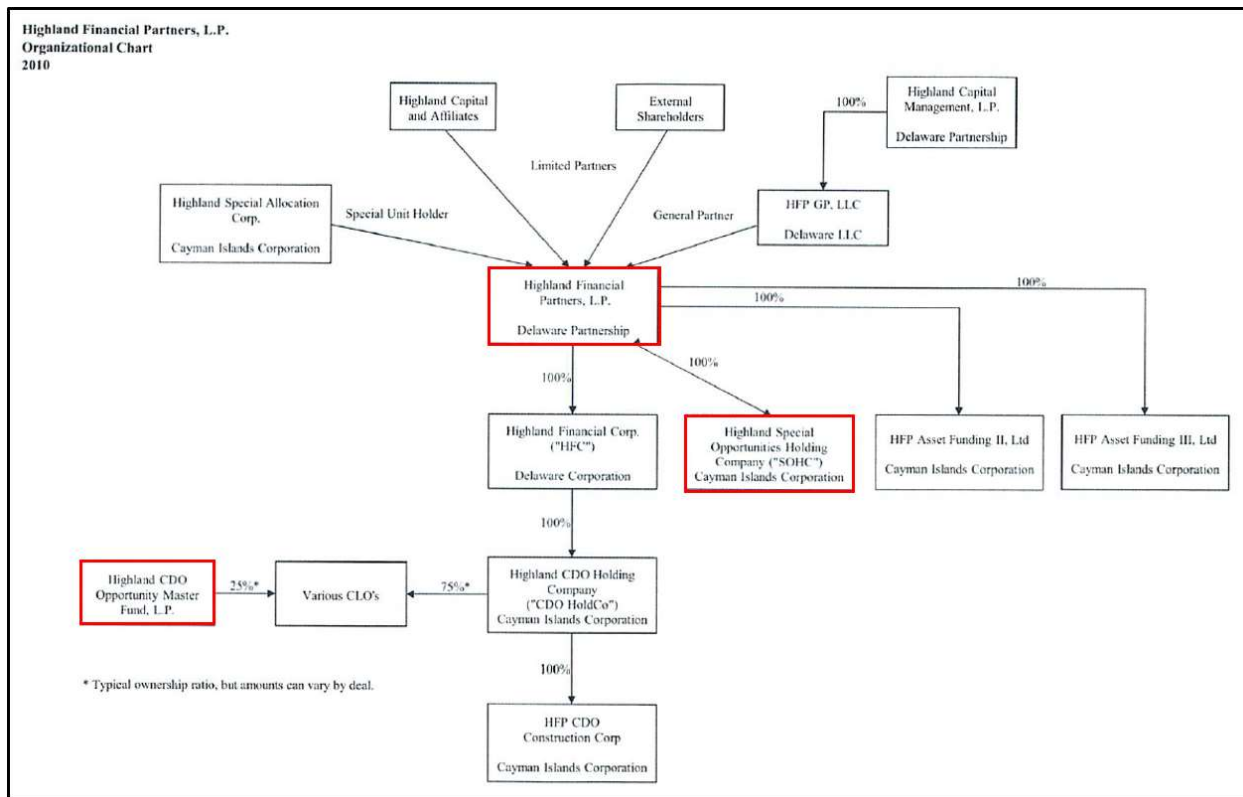 Highland Financial Partners, L.P.
Organizational Chart
2010
Highland Capital
and Affiliates
External
Shareholders
100%
Highland Capital
Management, L.P.
Delaware Partnership
Limited Partners
Highland Special Allocation
Corp.
Cayman Islands Corporation
Special Unit Holder
General Partner
HFP GP, LLC
Delaware LLC
Highland Financial
Partners, L.P.
Delaware Partnership
100%
100%
100%
100%
Highland Financial Corp.
("HFC")
Delaware Corporation
Highland Special
Opportunities Holding
Company ("SOHC")
Cayman Islands Corporation
HFP Asset Funding II, Ltd
Cayman Islands Corporation
HFP Asset Funding III, Ltd
Cayman Islands Corporation
100%
Highland CDO
Opportunity Master
Fund, L.P.
25%*
Various CLO's
75%*
Highland CDO Holding
Company
("CDO HoldCo")
Cayman Islands Corporation
100%
* Typical ownership ratio, but amounts can vary by deal.
HFP CDO
Construction Corp
Cayman Islands Corporation